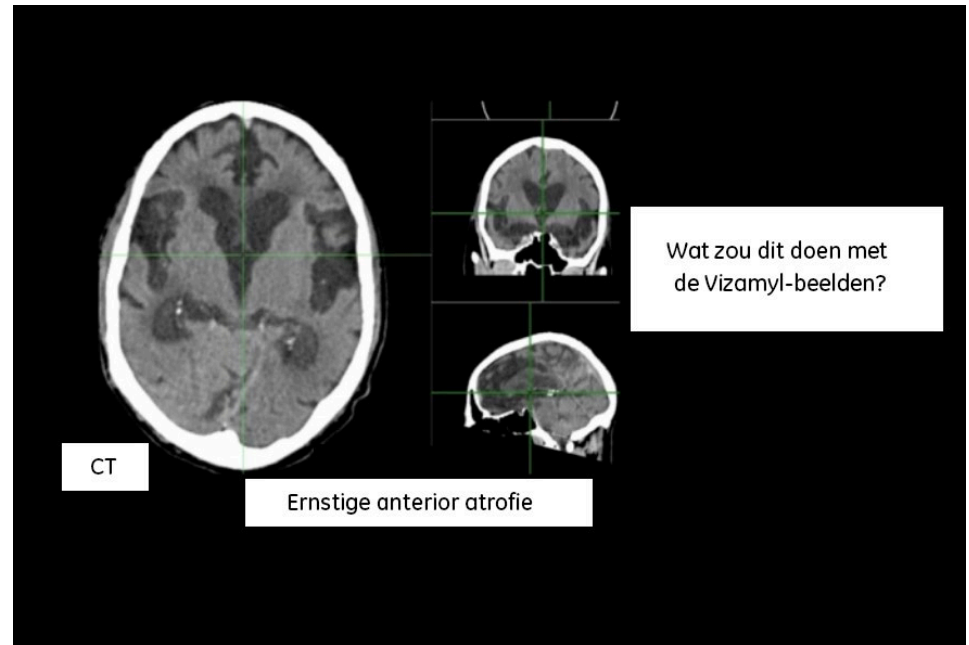 Wat zou dit doen met
de Vizamyl-beelden?
CT
Ernstige anterior atrofie